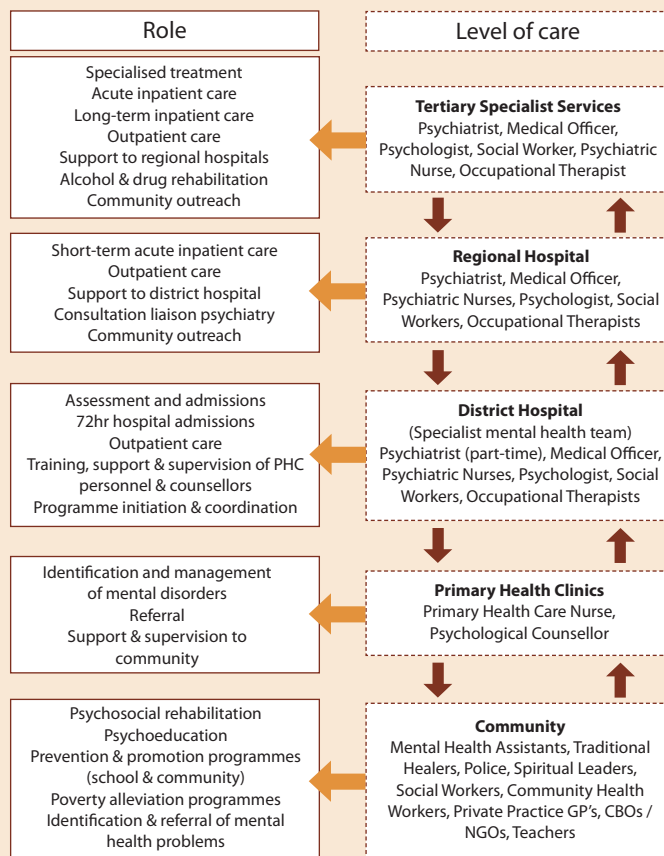 Role
Level of care
Specialised treatment
Acute inpatient care
Long-term inpatient care
Outpatient care
Support to regional hospitals
Alcohol & drug rehabilitation
Community outreach
Tertiary Specialist Services
Psychiatrist, Medical Officer,
Psychologist, Social Worker, Psychiatric
Nurse, Occupational Therapist
Short-term acute inpatient care
Outpatient care
Support to district hospital
Consultation liaison psychiatry
Community outreach
Regional Hospital
Psychiatrist, Medical Officer,
Psychiatric Nurses, Psychologist, Social
Workers, Occupational Therapists
Assessment and admissions
72hr hospital admissions
Outpatient care
Training, support & supervision of PHC
personnel & counsellors
Programme initiation & coordination
District Hospital
(Specialist mental health team)
Psychiatrist (part-time), Medical Officer,
Psychiatric Nurses, Psychologist, Social
Workers, Occupational Therapists
Identification and management
of mental disorders
Referral
Support & supervision to
community
Primary Health Clinics
Primary Health Care Nurse,
Psychological Counsellor
Psychosocial rehabilitation
Psychoeducation
Prevention & promotion programmes
(school & community)
Poverty alleviation programmes
Identification & referral of mental
health problems
Community
Mental Health Assistants, Traditional
Healers, Police, Spiritual Leaders,
Social Workers, Community Health
Workers, Private Practice GP's, CBOs /
NGOs, Teachers